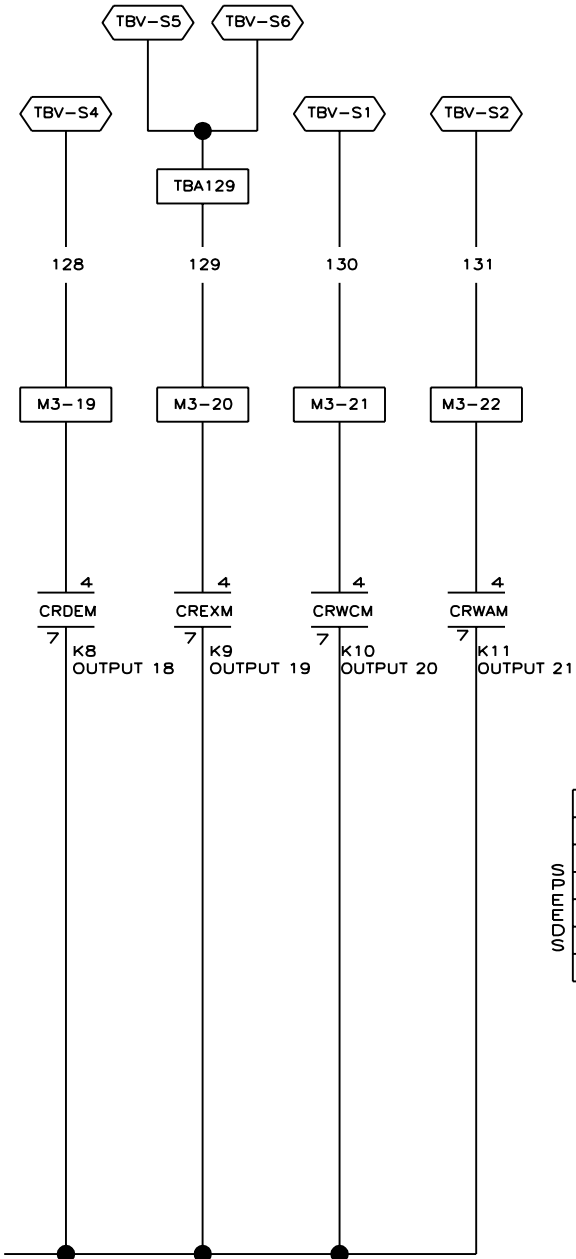 TBV-S5 TBV-S6
TBV-S4 TBV-S1 TBV-S2
TBA129
128 129 130 131
M3-19 M3-20 M3-21 M3-22
4 4 4 4
CRDEM CREXM CRWCM CRWAM
7 7 7 7
K8 K9 K10 K11
OUTPUT 18 OUTPUT 19 OUTPUT 20 OUTPUT 21
SPEEDS